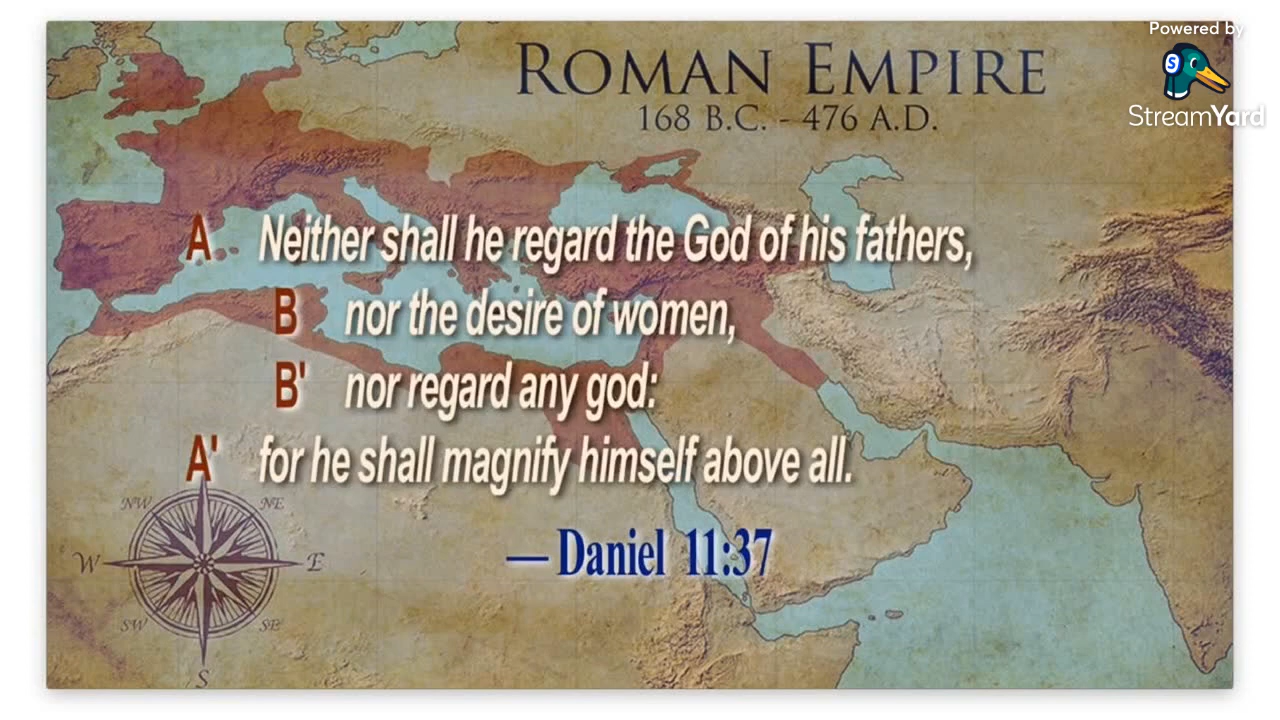 Powered by
S
StreamYard
ROMAN EMPIRE
168 B.C. - 476 A.D.
A Neither shall he regard the God of his fathers,
B nor the desire of women,
B' nor regard any god:
A' for he shall magnify himself above all.
— Daniel 11:37
NW NE
W E
SW SE
S